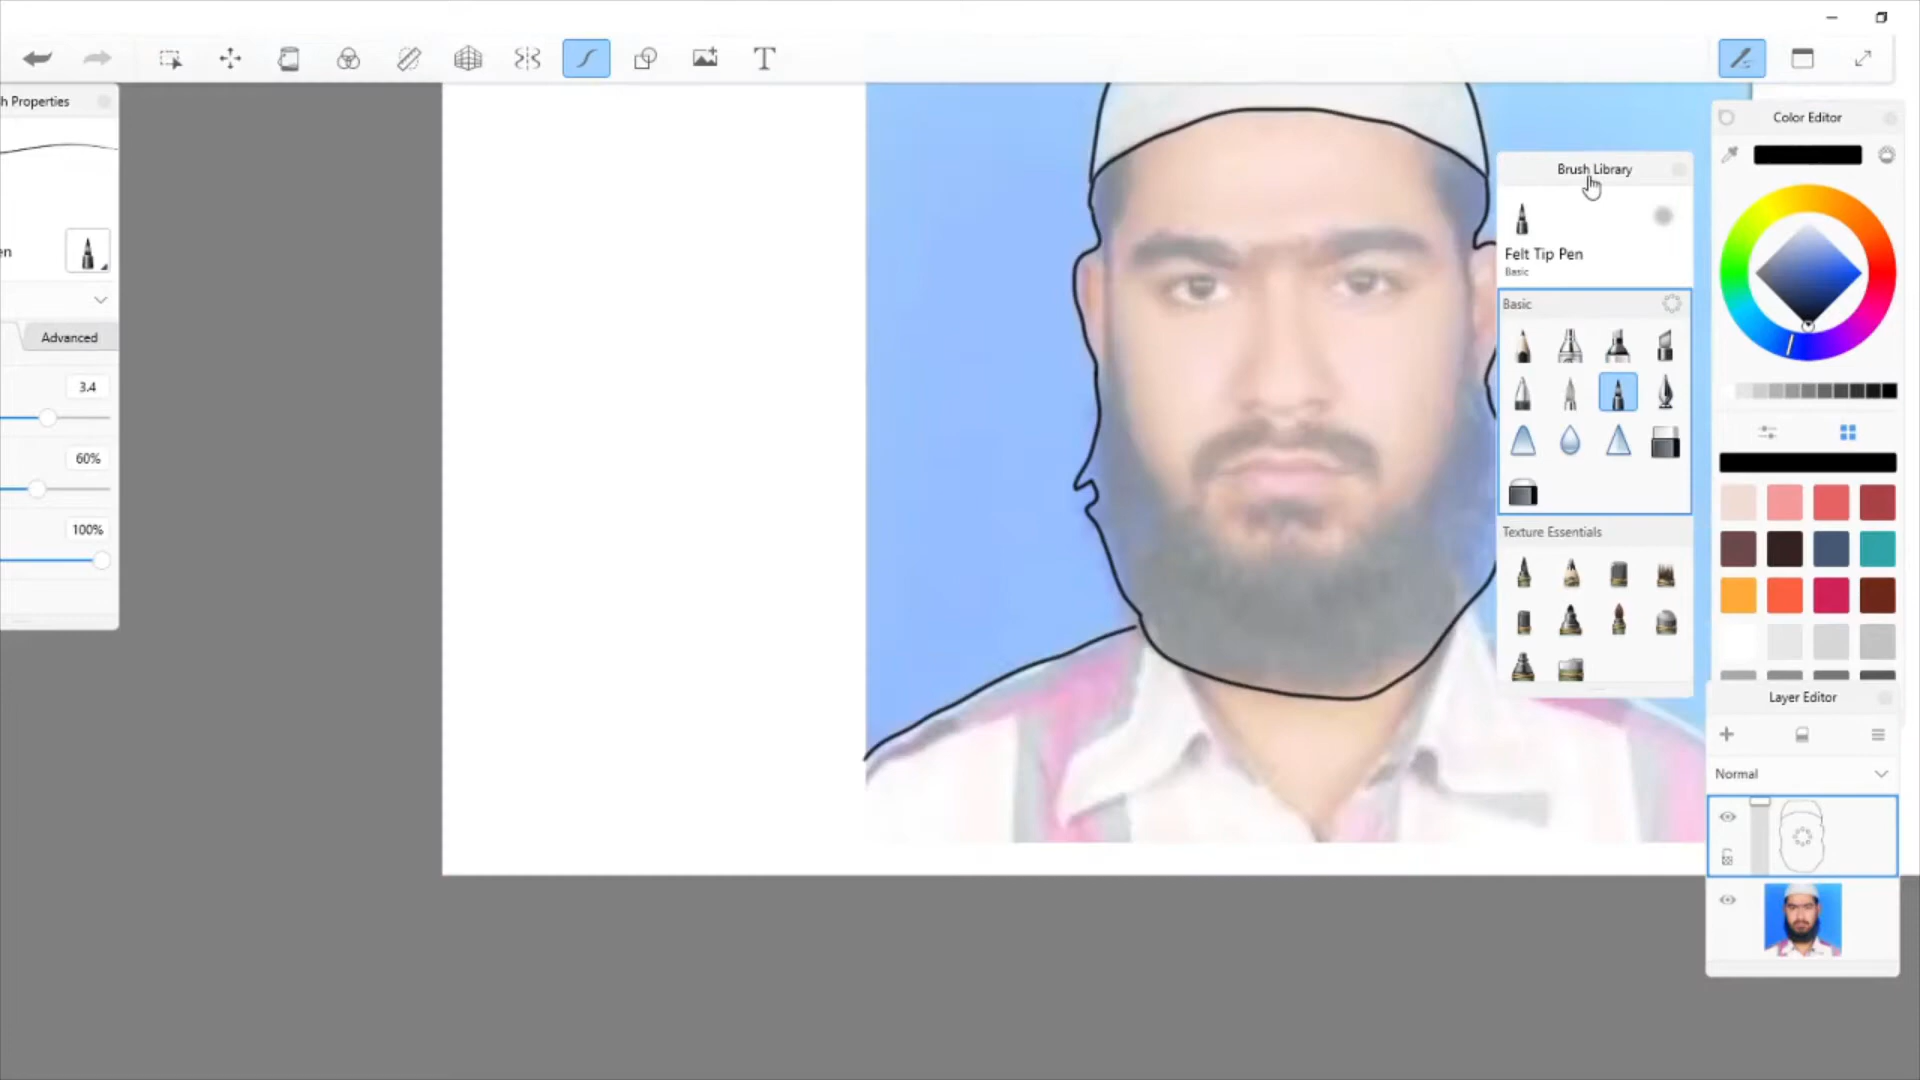 h Properties
Brush Library
Color Editor
Felt Tip Pen
Basic
en
Basic
Advanced
3.4
60%
100%
Texture Essentials
Layer Editor
Normal